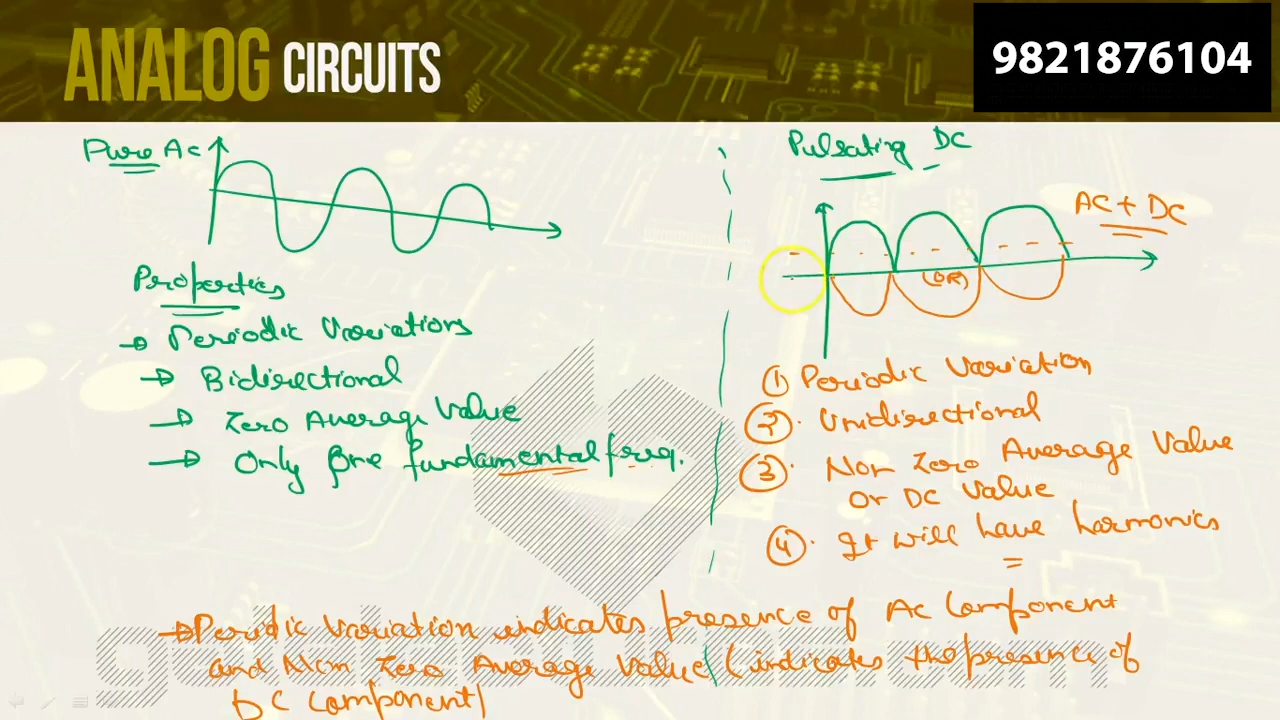 ANALOG CIRCUITS
9821876104
Pure Ac
Properties
Periodic Variations
Bidirectional
Zero Average Value
Only One fundamental freq.
Pulsating DC
AC + DC
(OR)
① Periodic Variation
②. Unidirectional
③. Non Zero Average Value
Or DC Value
④. It will have harmonics
Periodic Variation indicates presence of AC Component
and Non Zero Average Value (indicates the presence of
DC Component)